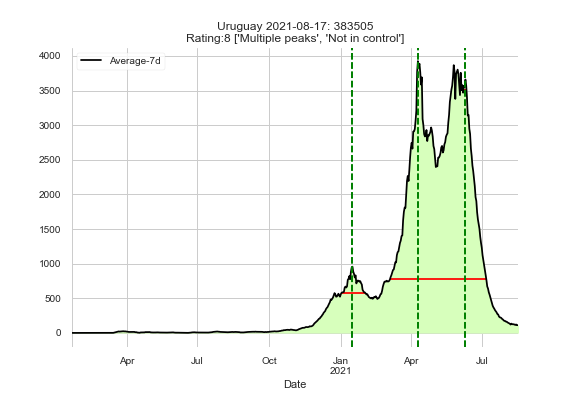 Uruguay 2021-08-17: 383505
Rating:8 ['Multiple peaks', 'Not in control']
Average-7d
4000
3500
3000
2500
2000
1500
1000
500
0
Apr Jul Oct Jan Apr Jul
2021
Date